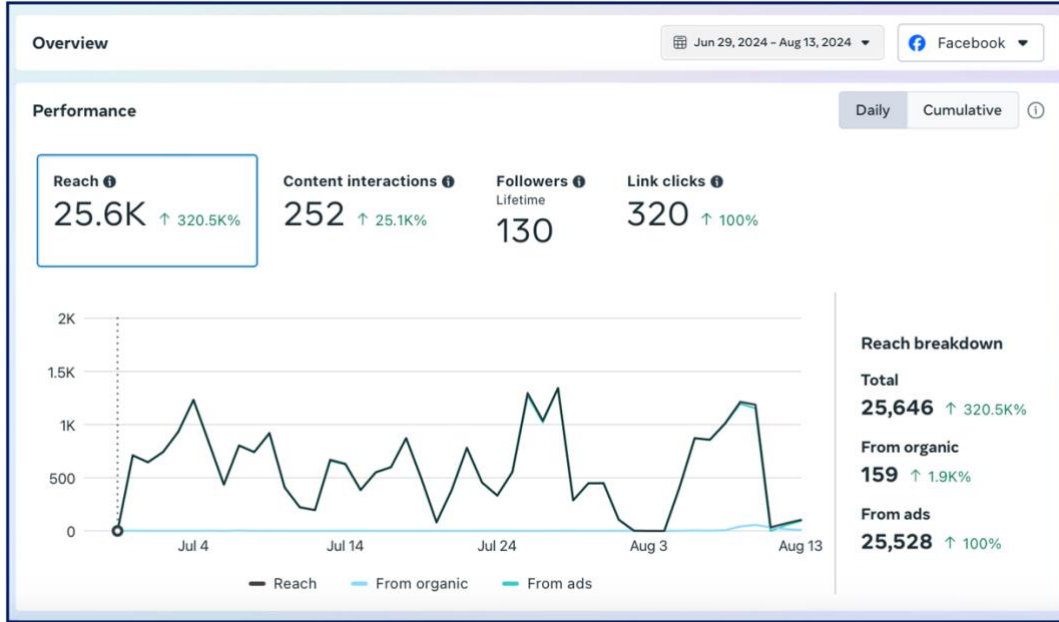 Overview
Jun 29, 2024 – Aug 13, 2024
Facebook
Performance
Daily
Cumulative
Reach
25.6K ↑ 320.5K%
Content interactions
252 ↑ 25.1K%
Followers
Lifetime
130
Link clicks
320 ↑ 100%
2K
1.5K
1K
500
0
Jul 4
Jul 14
Jul 24
Aug 3
Aug 13
Reach
From organic
From ads
Reach breakdown
Total
25,646 ↑ 320.5K%
From organic
159 ↑ 1.9K%
From ads
25,528 ↑ 100%